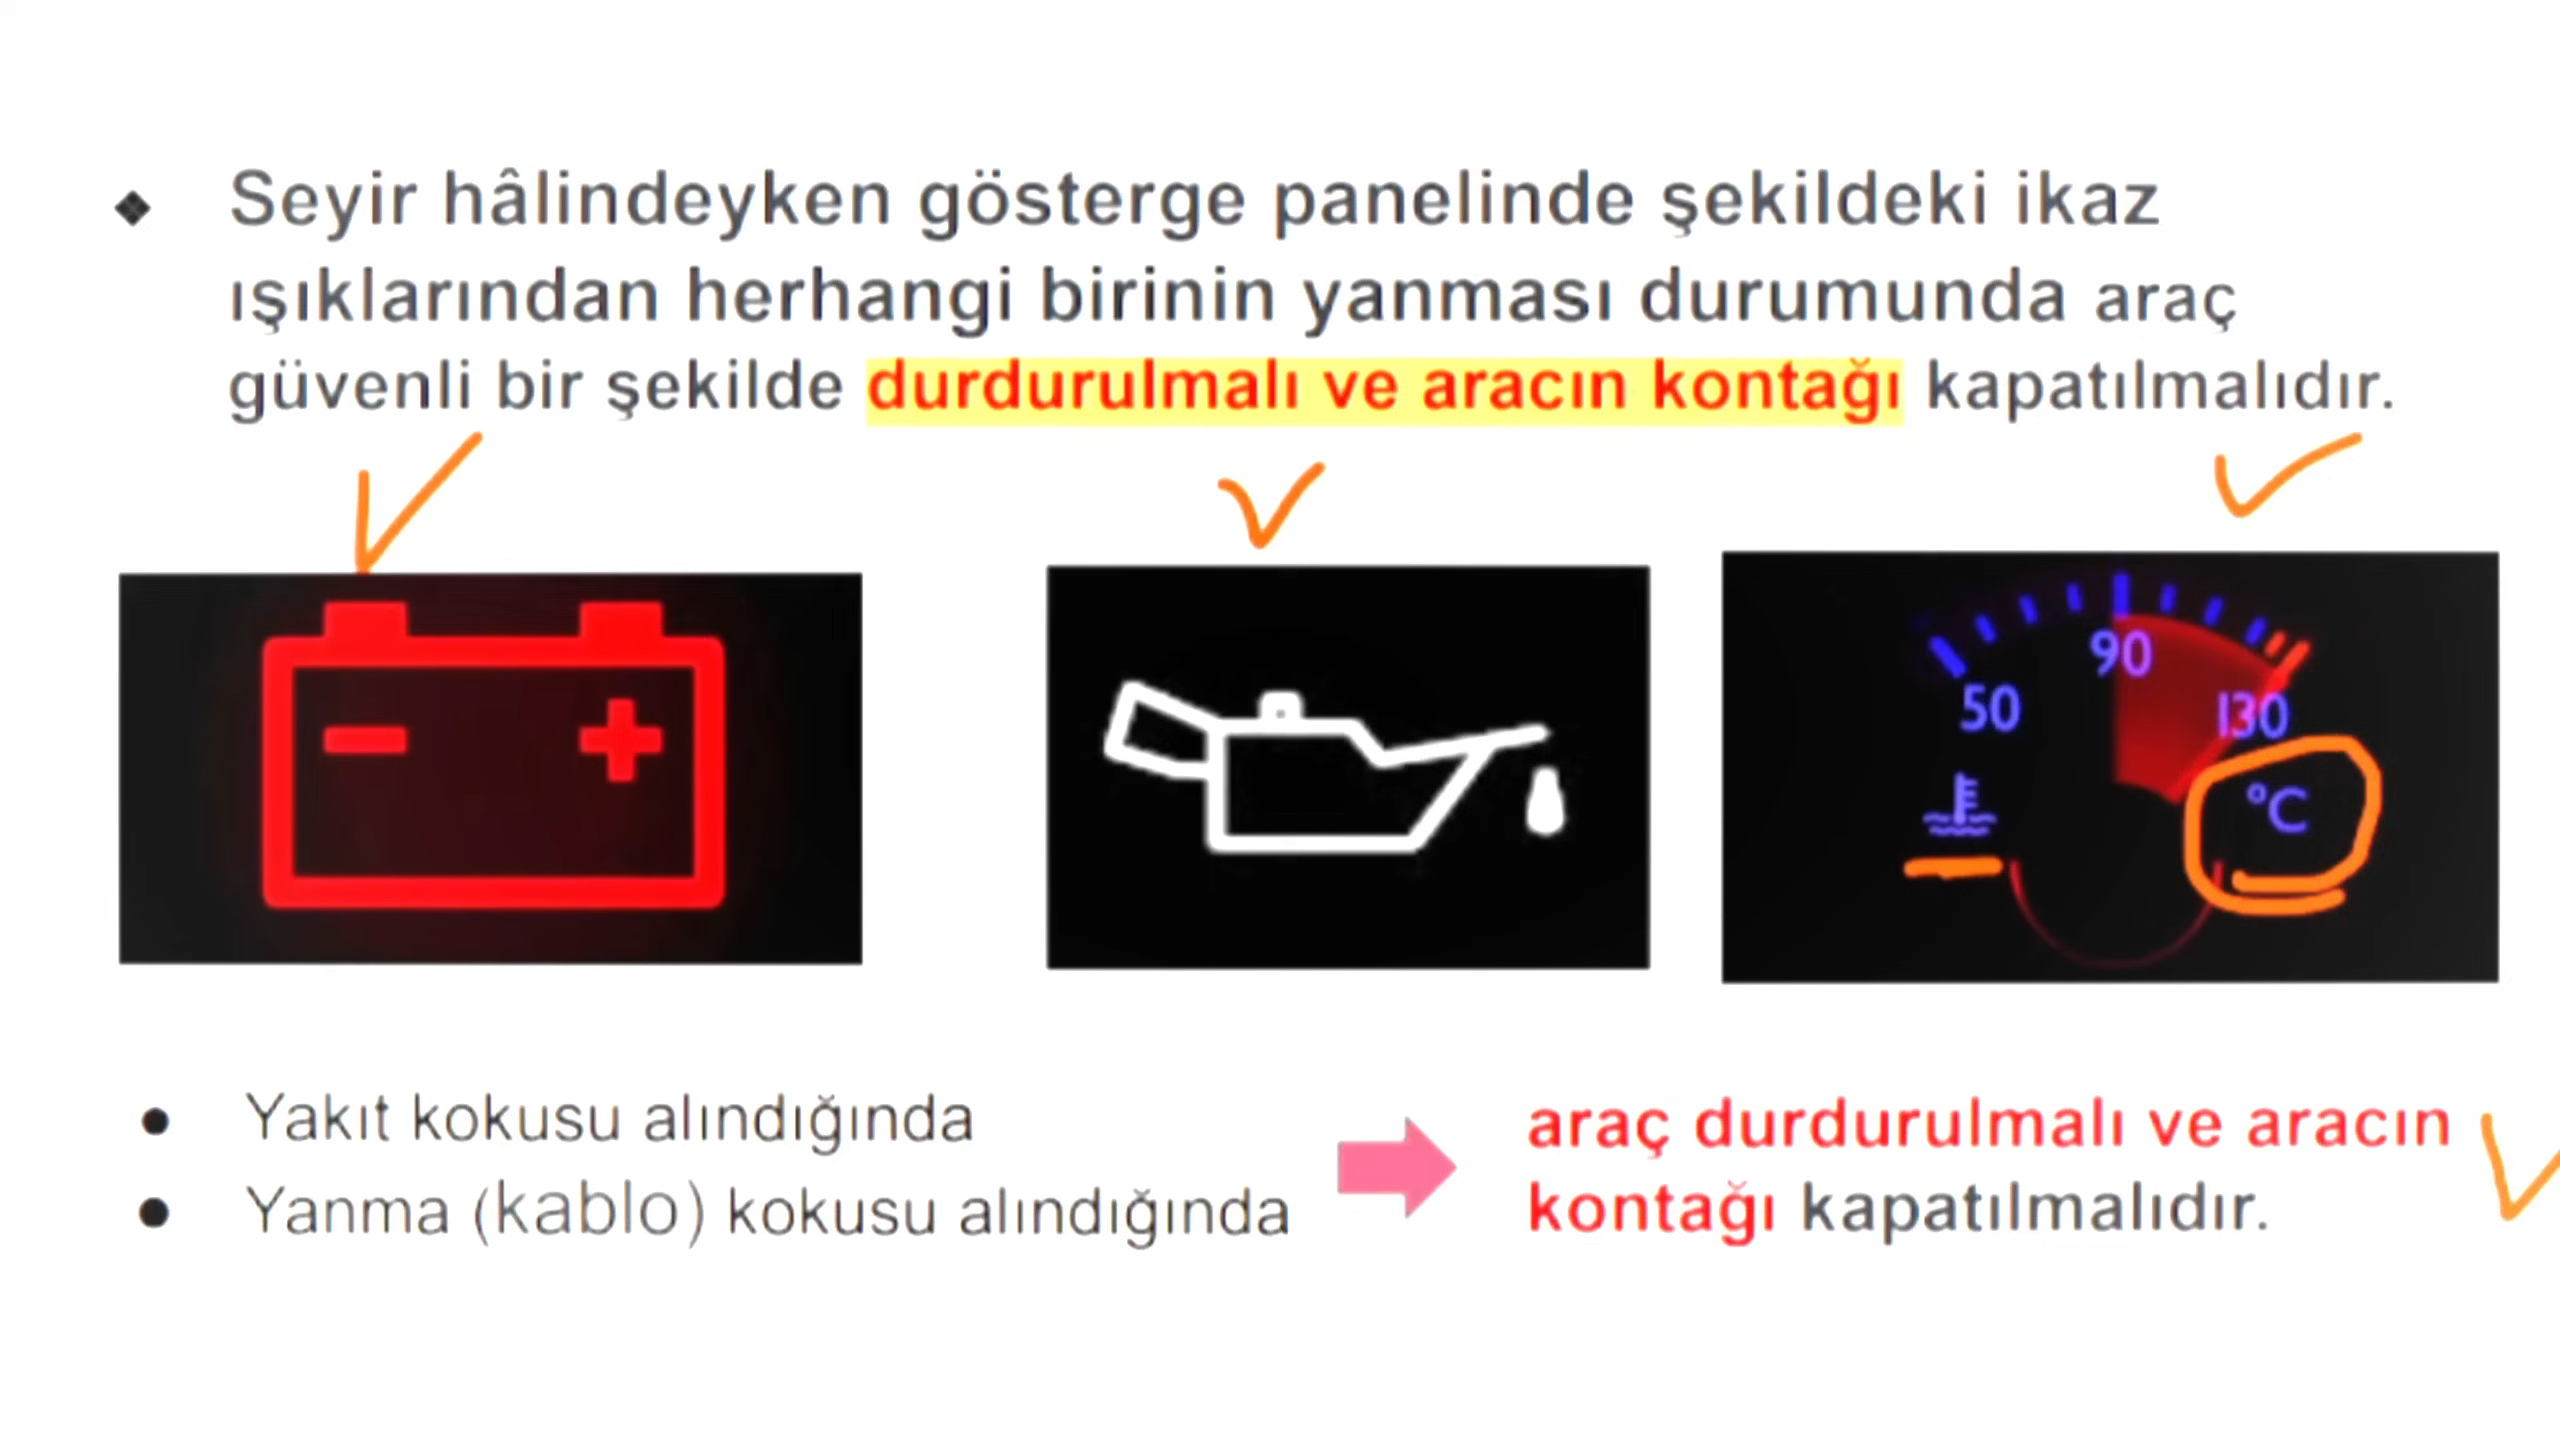 Seyir hâlindeyken gösterge panelinde şekildeki ikaz
ışıklarından herhangi birinin yanması durumunda araç
güvenli bir şekilde durdurulmalı ve aracın kontağı kapatılmalıdır.
- +
50 90 130
°C
Yakıt kokusu alındığında
Yanma (kablo) kokusu alındığında
araç durdurulmalı ve aracın
kontağı kapatılmalıdır.